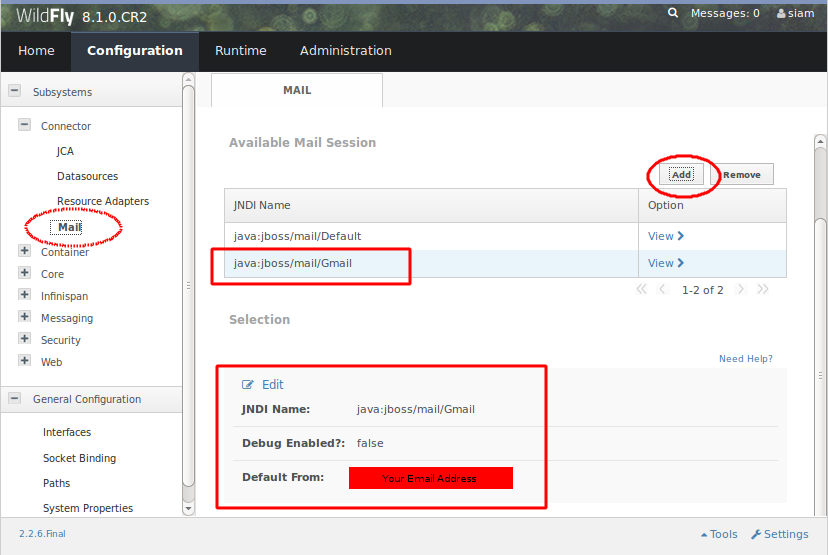 WildFly 8.1.0.CR2
Messages: 0
siam
Home
Configuration
Runtime
Administration
Subsystems
Connector
JCA
Datasources
Resource Adapters
Mail
Container
Core
Infinispan
Messaging
Security
Web
General Configuration
Interfaces
Socket Binding
Paths
System Properties
MAIL
Available Mail Session
Add
Remove
JNDI Name
Option
java:jboss/mail/Default
View
java:jboss/mail/Gmail
View
1-2 of 2
Selection
Need Help?
Edit
JNDI Name: java:jboss/mail/Gmail
Debug Enabled?: false
Default From: Your Email Address
2.2.6.Final
Tools
Settings